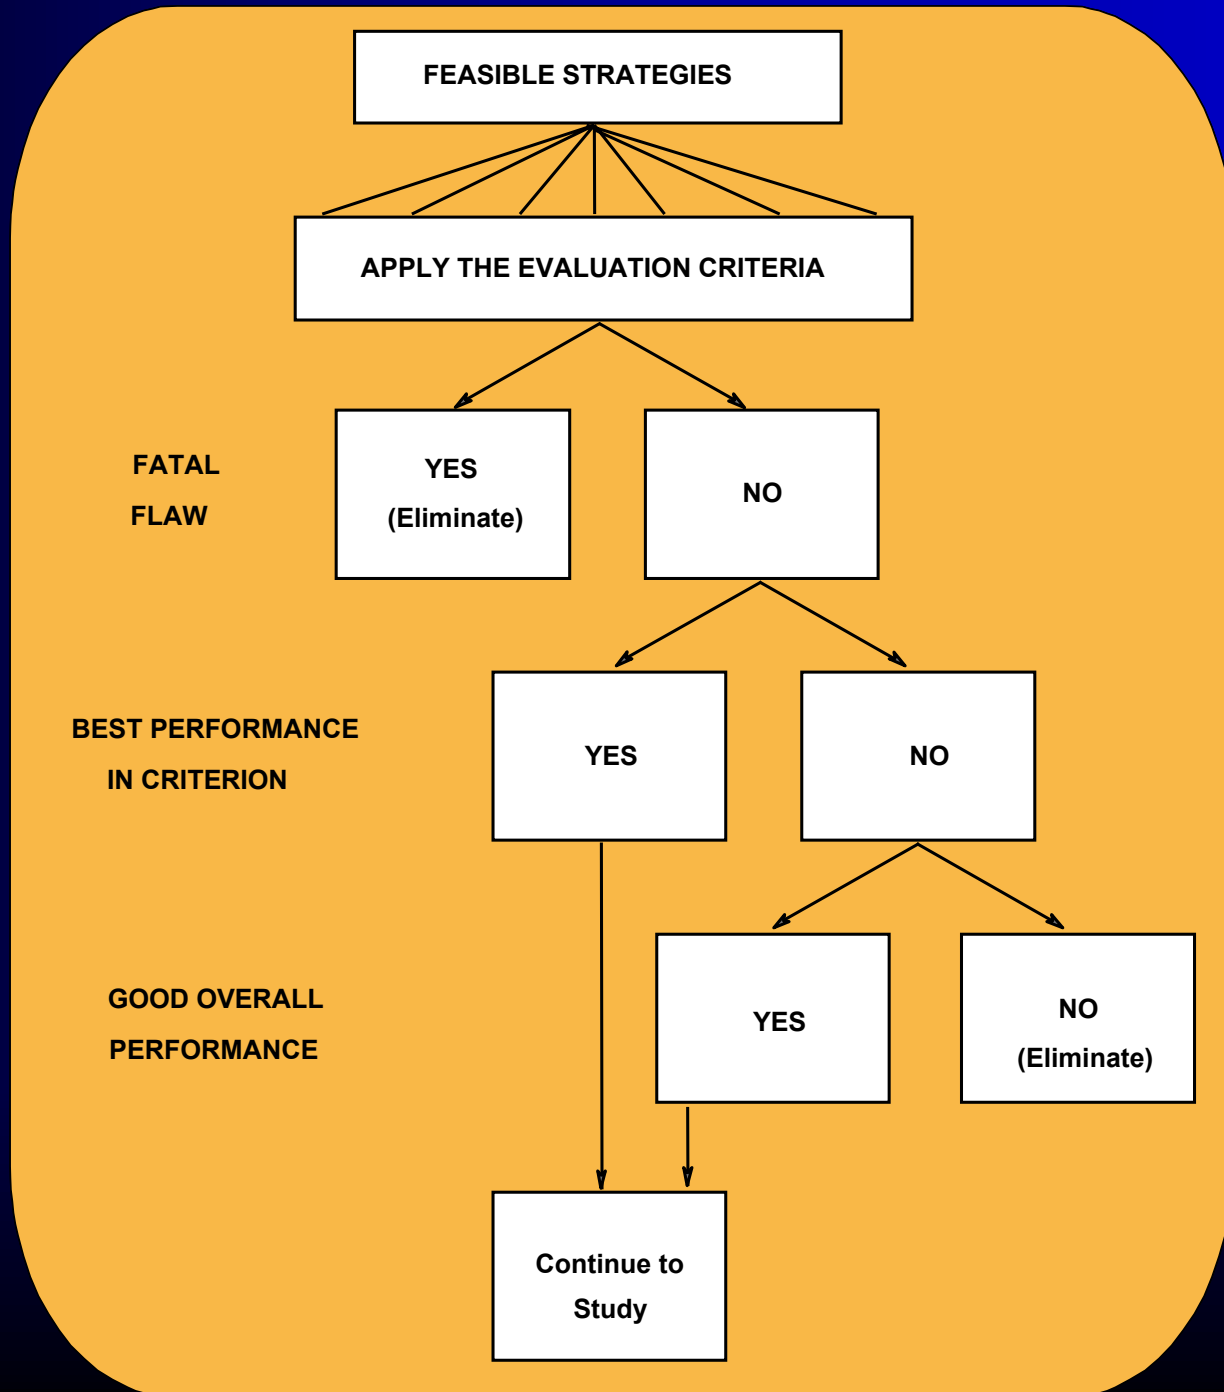 FEASIBLE STRATEGIES
APPLY THE EVALUATION CRITERIA
FATAL
FLAW
YES
(Eliminate)
NO
BEST PERFORMANCE
IN CRITERION
YES
NO
GOOD OVERALL
PERFORMANCE
YES
NO
(Eliminate)
Continue to
Study